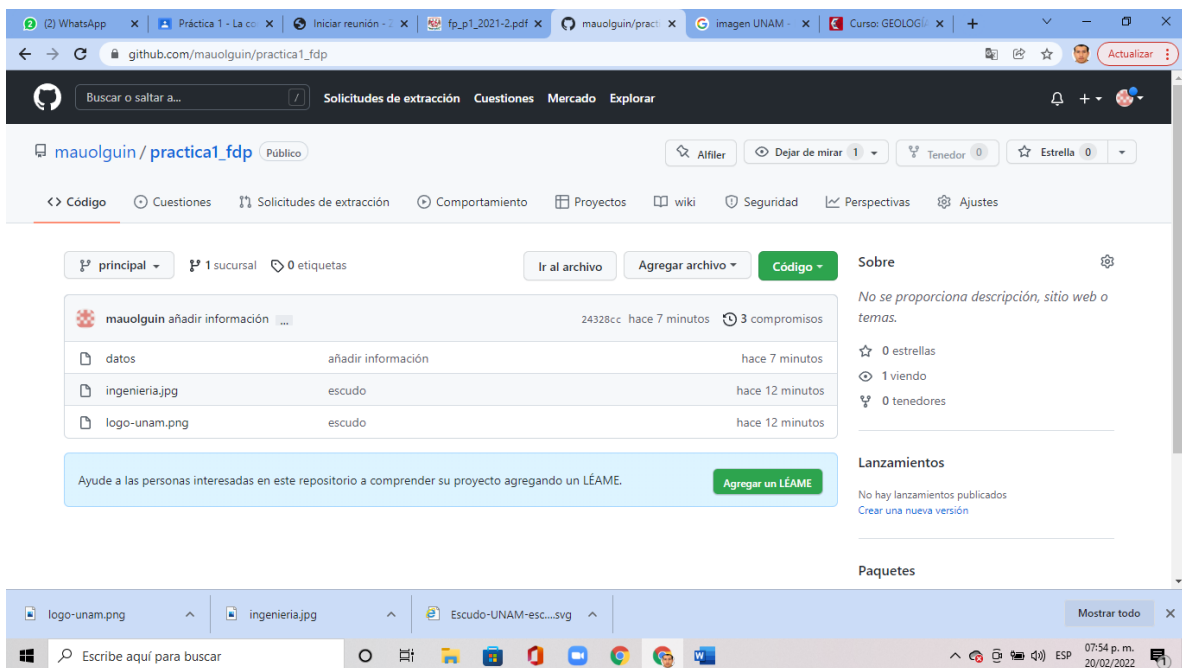 2 (2) WhatsApp
Práctica 1 - La co
Iniciar reunión - Z
fp_p1_2021-2.pdf
mauolguin/practi
imagen UNAM -
Curso: GEOLOGÍA
github.com/mauolguin/practica1_fdp
Actualizar
Buscar o saltar a... /
Solicitudes de extracción Cuestiones Mercado Explorar
mauolguin / practica1_fdp Público
Alfiler
Dejar de mirar 1
Tenedor 0
Estrella 0
Código Cuestiones Solicitudes de extracción Comportamiento Proyectos wiki Seguridad Perspectivas Ajustes
principal 1 sucursal 0 etiquetas
Ir al archivo Agregar archivo Código
mauolguin añadir información ... 24328cc hace 7 minutos 3 compromisos
datos añadir información hace 7 minutos
ingenieria.jpg escudo hace 12 minutos
logo-unam.png escudo hace 12 minutos
Ayude a las personas interesadas en este repositorio a comprender su proyecto agregando un LÉAME.
Agregar un LÉAME
Sobre
No se proporciona descripción, sitio web o
temas.
0 estrellas
1 viendo
0 tenedores
Lanzamientos
No hay lanzamientos publicados
Crear una nueva versión
Paquetes
logo-unam.png
ingenieria.jpg
Escudo-UNAM-esc....svg
Mostrar todo
Escribe aquí para buscar
ESP
07:54 p. m.
20/02/2022
1